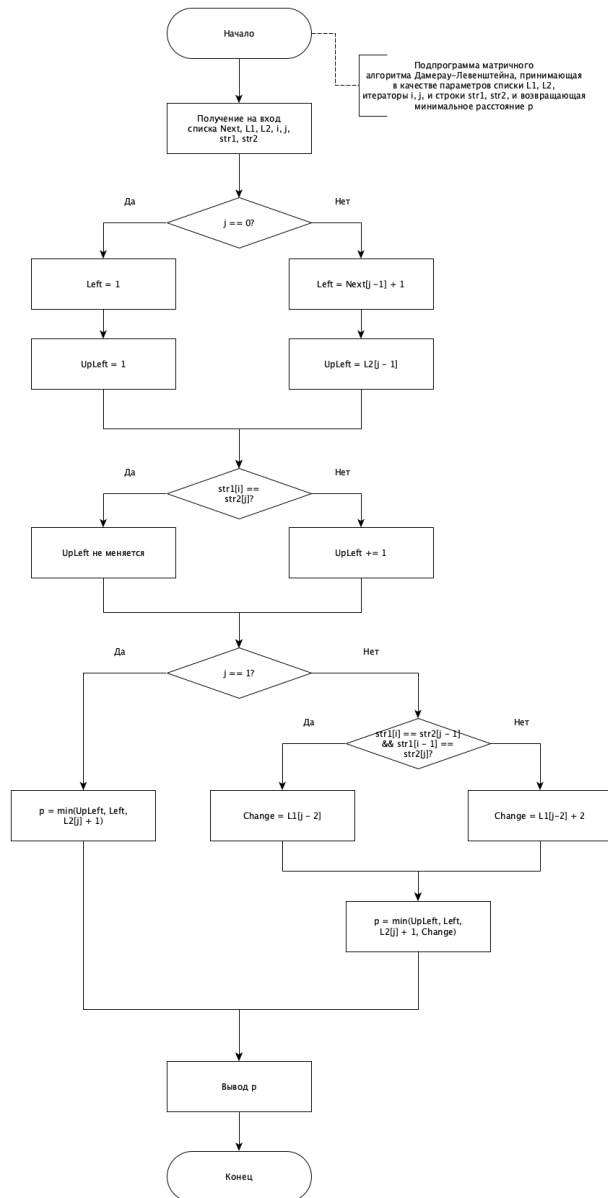 Начало
Подпрограмма матричного
алгоритма Дамерау-Левенштейна, принимающая
в качестве параметров списки L1, L2,
итераторы i, j, и строки str1, str2, и возвращающая
минимальное расстояние p
Получение на вход
списка Next, L1, L2, i, j,
str1, str2
Да
Нет
j == 0?
Left = 1
Left = Next[j -1] + 1
UpLeft = 1
UpLeft = L2[j - 1]
Да
Нет
str1[i] ==
str2[j]?
UpLeft не меняется
UpLeft += 1
Да
Нет
j == 1?
Да
Нет
str1[i] == str2[j - 1]
&& str1[i - 1] ==
str2[j]?
p = min(UpLeft, Left,
L2[j] + 1)
Change = L1[j - 2]
Change = L1[j-2] + 2
p = min(UpLeft, Left,
L2[j] + 1, Change)
Вывод p
Конец